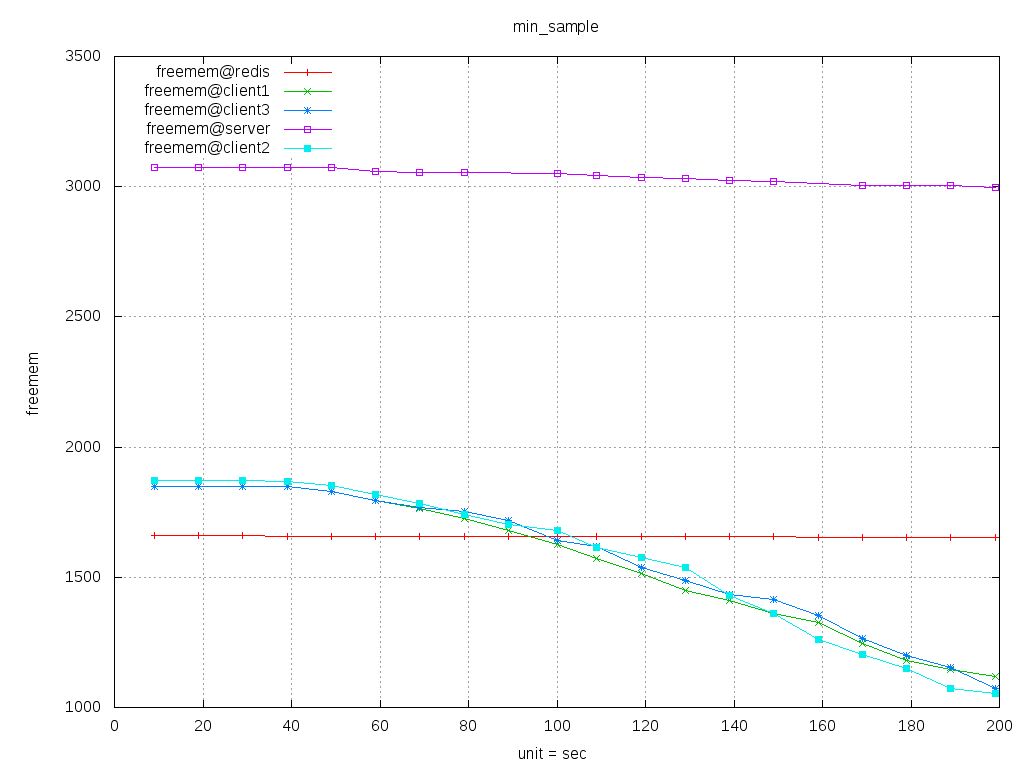 min_sample
3500
freemem@redis
freemem@client1
freemem@client3
freemem@server
freemem@client2
3000
2500
freemem
2000
1500
1000
0 20 40 60 80 100 120 140 160 180 200
unit = sec